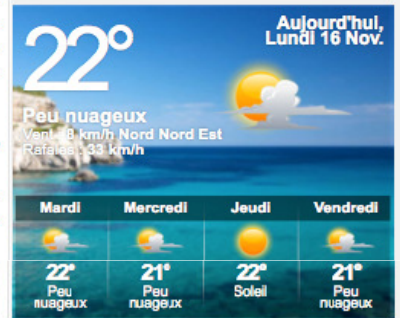 22°
Aujourd'hui,
Lundi 16 Nov.
Peu nuageux
Vent km/h Nord Nord Est
Rafales : 33 km/h
Mardi Mercredi Jeudi Vendredi
22° 21° 22° 21°
Peu nuageux Peu nuageux Soleil Peu nuageux